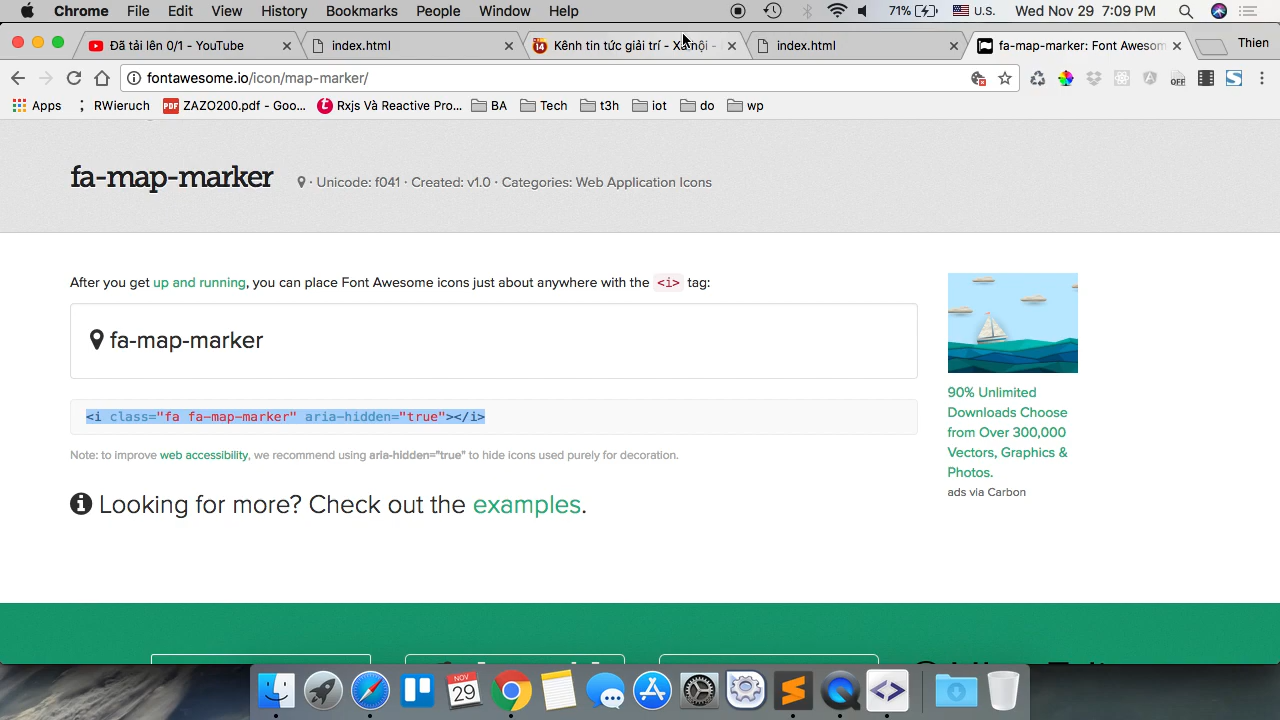 Chrome File Edit View History Bookmarks People Window Help 71% U.S. Wed Nov 29 7:09 PM
Đã tải lên 0/1 - YouTube index.html Kênh tin tức giải trí - Xã hội - index.html fa-map-marker: Font Awesom Thien
fontawesome.io/icon/map-marker/
Apps RWieruch ZAZO200.pdf - Goo... Rxjs Và Reactive Pro... BA Tech t3h iot do wp
fa-map-marker · Unicode: f041 · Created: v1.0 · Categories: Web Application Icons
After you get up and running, you can place Font Awesome icons just about anywhere with the <i> tag:
fa-map-marker
<i class="fa fa-map-marker" aria-hidden="true"></i>
Note: to improve web accessibility, we recommend using aria-hidden="true" to hide icons used purely for decoration.
Looking for more? Check out the examples.
90% Unlimited
Downloads Choose
from Over 300,000
Vectors, Graphics &
Photos.
ads via Carbon
NOV
29